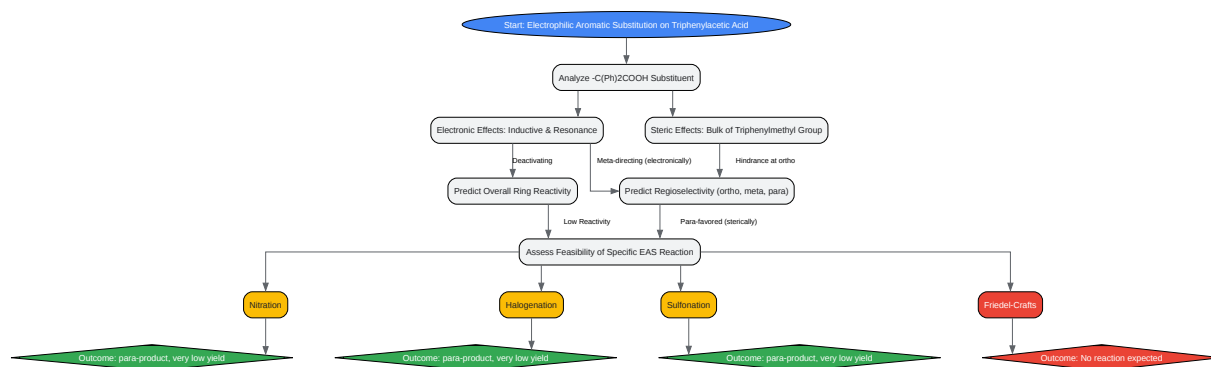 Start: Electrophilic Aromatic Substitution on Triphenylacetic Acid
Analyze -C(Ph)2COOH Substituent
Electronic Effects: Inductive & Resonance
Steric Effects: Bulk of Triphenylmethyl Group
Deactivating
Meta-directing (electronically)
Hindrance at ortho
Predict Overall Ring Reactivity
Predict Regioselectivity (ortho, meta, para)
Low Reactivity
Para-favored (sterically)
Assess Feasibility of Specific EAS Reaction
Nitration
Halogenation
Sulfonation
Friedel-Crafts
Outcome: para-product, very low yield
Outcome: para-product, very low yield
Outcome: para-product, very low yield
Outcome: No reaction expected